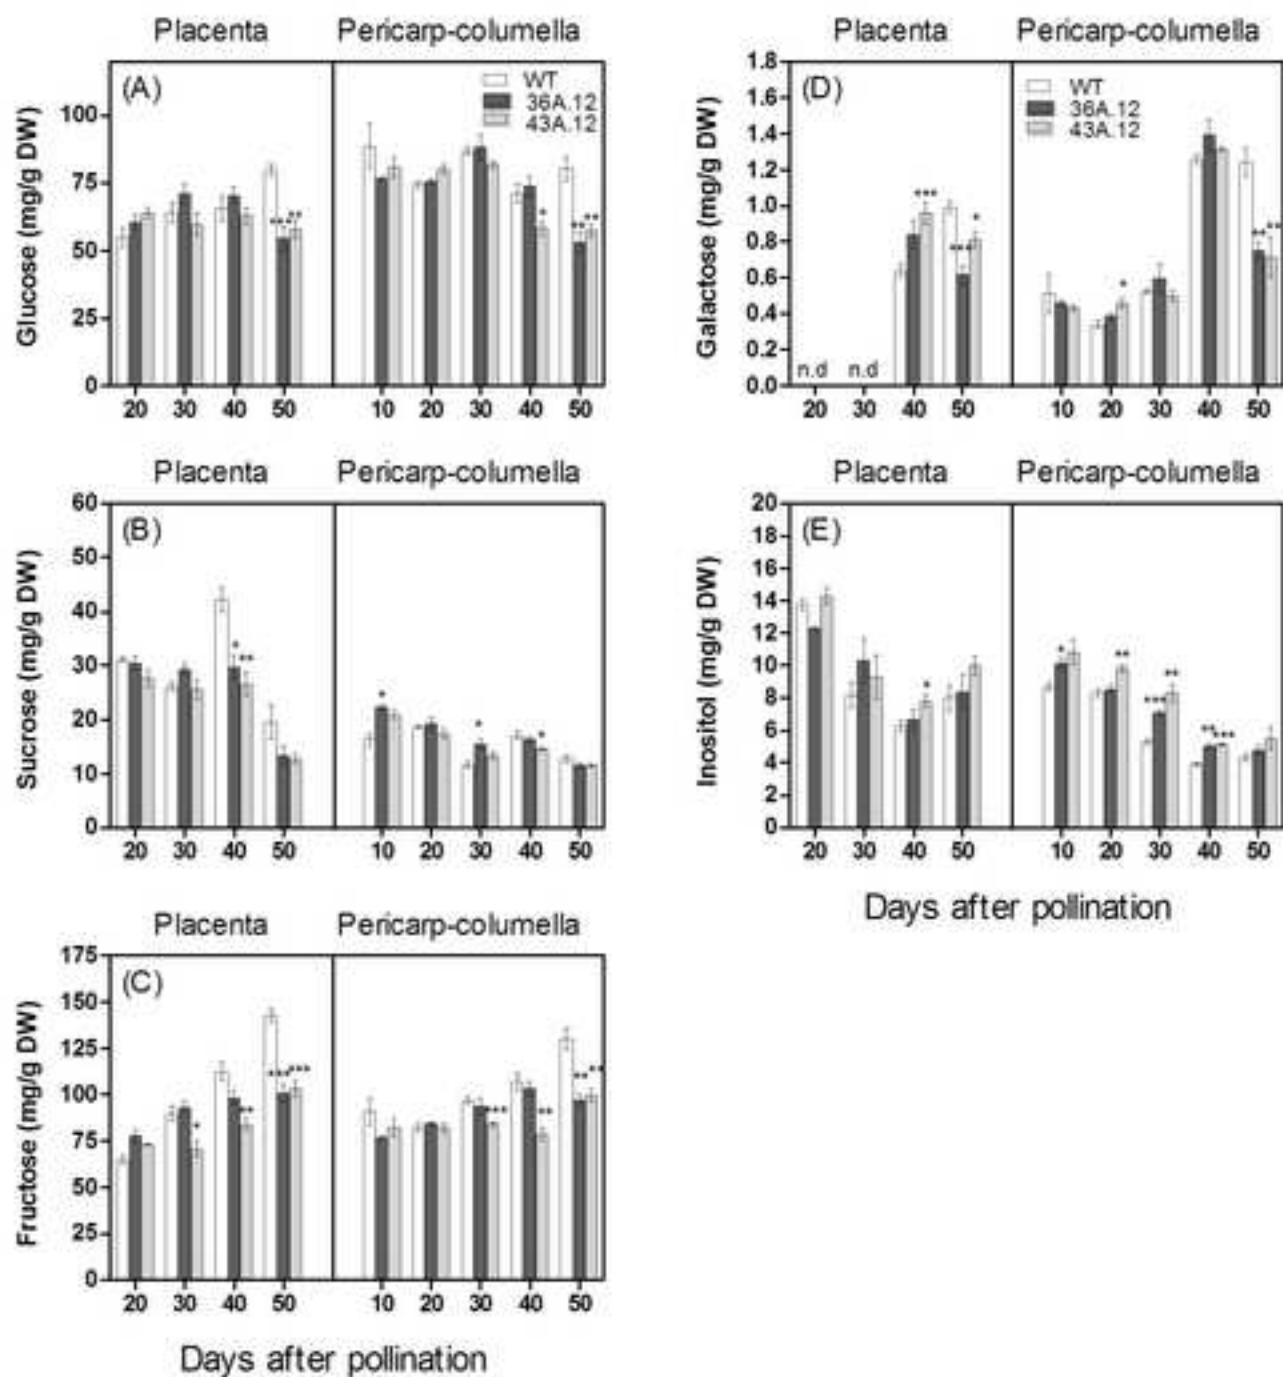 Placenta Pericarp-columella
(A)
WT
36A.12
43A.12
Glucose (mg/g DW)
100
75
50
25
0
*** ** * ** **
20 30 40 50 10 20 30 40 50
Placenta Pericarp-columella
(B)
Sucrose (mg/g DW)
60
50
40
30
20
10
0
* ** * * *
20 30 40 50 10 20 30 40 50
Placenta Pericarp-columella
(C)
Fructose (mg/g DW)
175
150
125
100
75
50
25
0
* ** *** *** *** ** ** **
20 30 40 50 10 20 30 40 50
Days after pollination
Placenta Pericarp-columella
(D)
WT
36A.12
43A.12
Galactose (mg/g DW)
1.8
1.6
1.4
1.2
1.0
0.8
0.6
0.4
0.2
0.0
n.d n.d
*** *** * * ** **
20 30 40 50 10 20 30 40 50
Placenta Pericarp-columella
(E)
Inositol (mg/g DW)
20
18
16
14
12
10
8
6
4
2
0
* * ** *** ** ** ***
20 30 40 50 10 20 30 40 50
Days after pollination